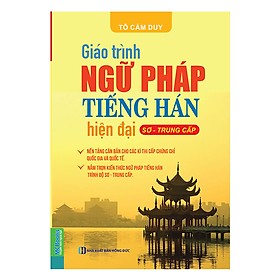 TÔ CẨM DUY
Giáo trình
NGỮ PHÁP
TIẾNG HÁN
hiện đại
SƠ - TRUNG CẤP
NỀN TẢNG CĂN BẢN CHO CÁC KÌ THI CẤP CHỨNG CHỈ
QUỐC GIA VÀ QUỐC TẾ.
NẮM TRỌN KIẾN THỨC NGỮ PHÁP TIẾNG HÁN
TRÌNH ĐỘ SƠ - TRUNG CẤP.
NHÀ XUẤT BẢN HỒNG ĐỨC